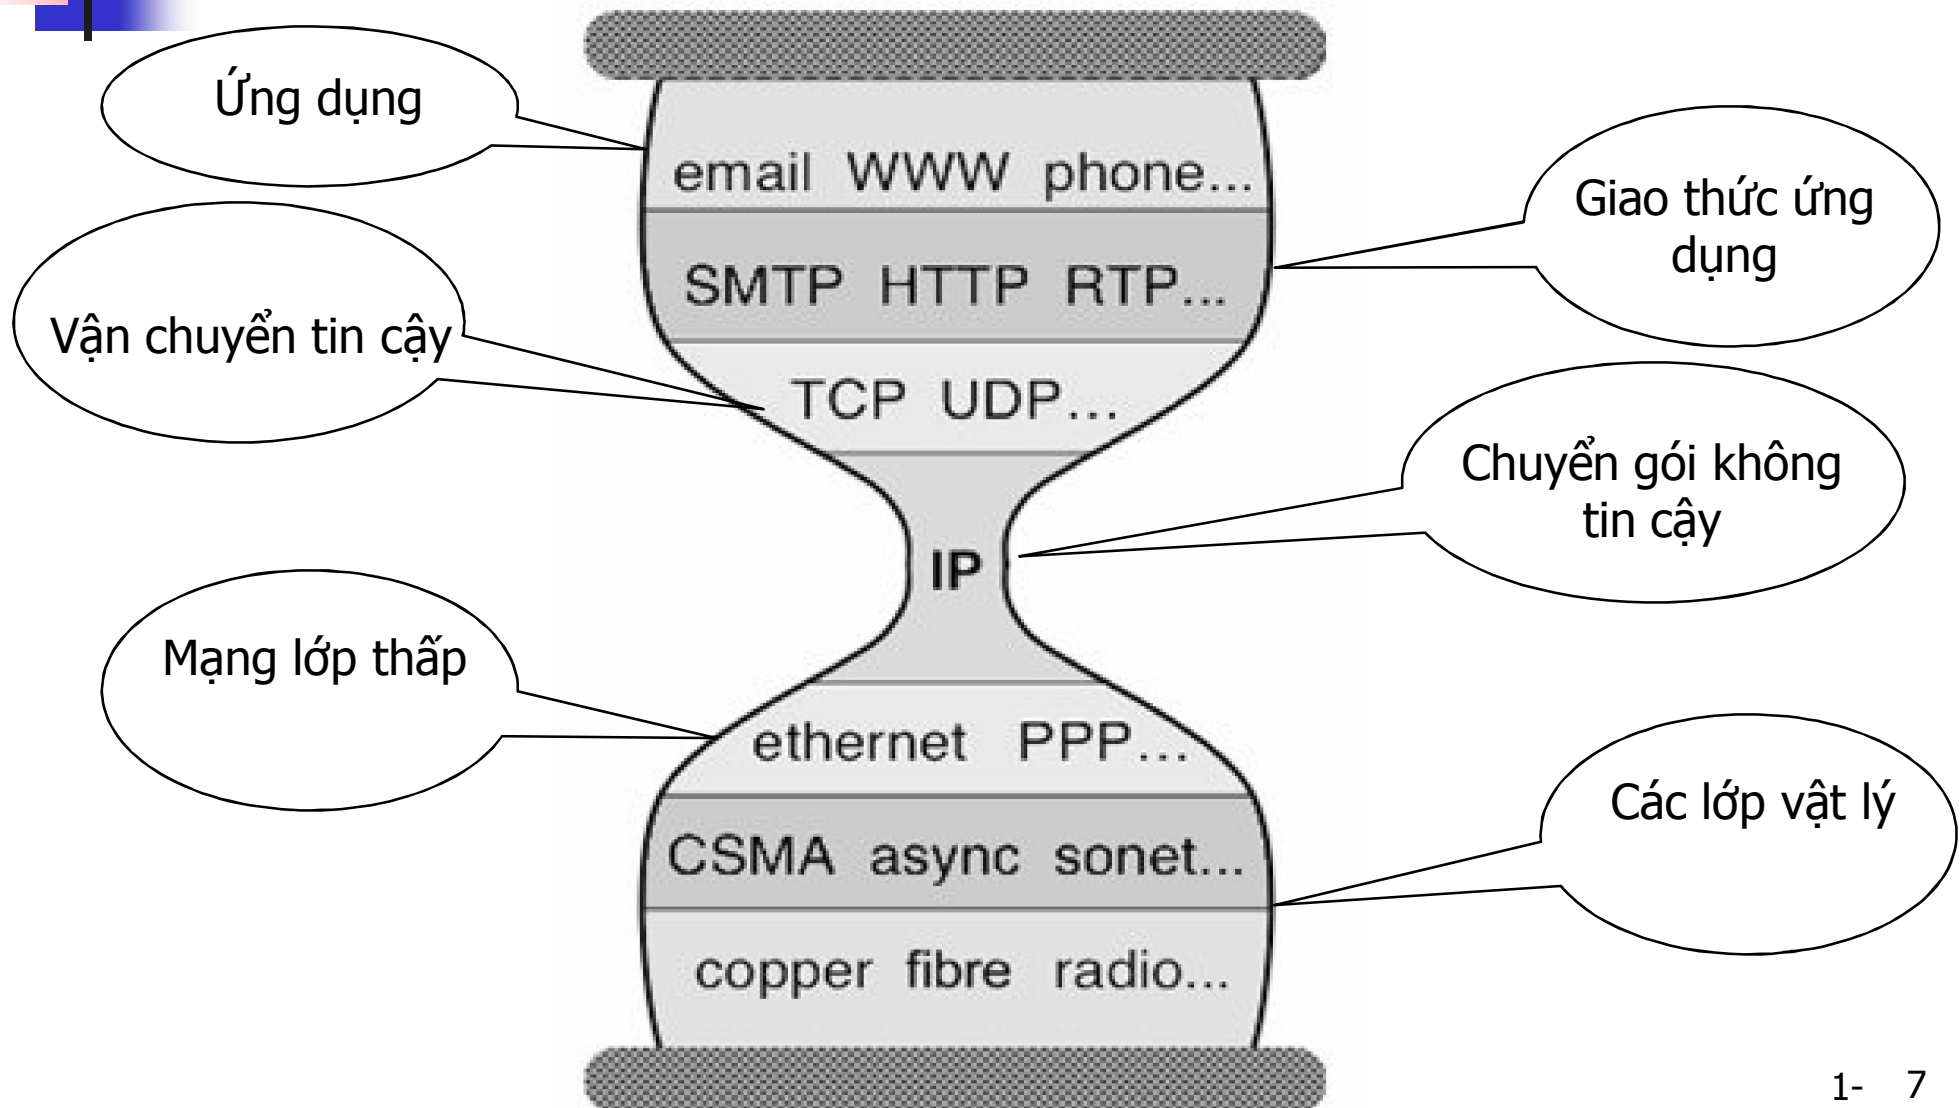 Ứng dụng
email WWW phone...
Giao thức ứng
dụng
SMTP HTTP RTP...
Vận chuyển tin cậy
TCP UDP...
Chuyển gói không
tin cậy
IP
Mạng lớp thấp
ethernet PPP...
Các lớp vật lý
CSMA async sonet...
copper fibre radio...
1- 7